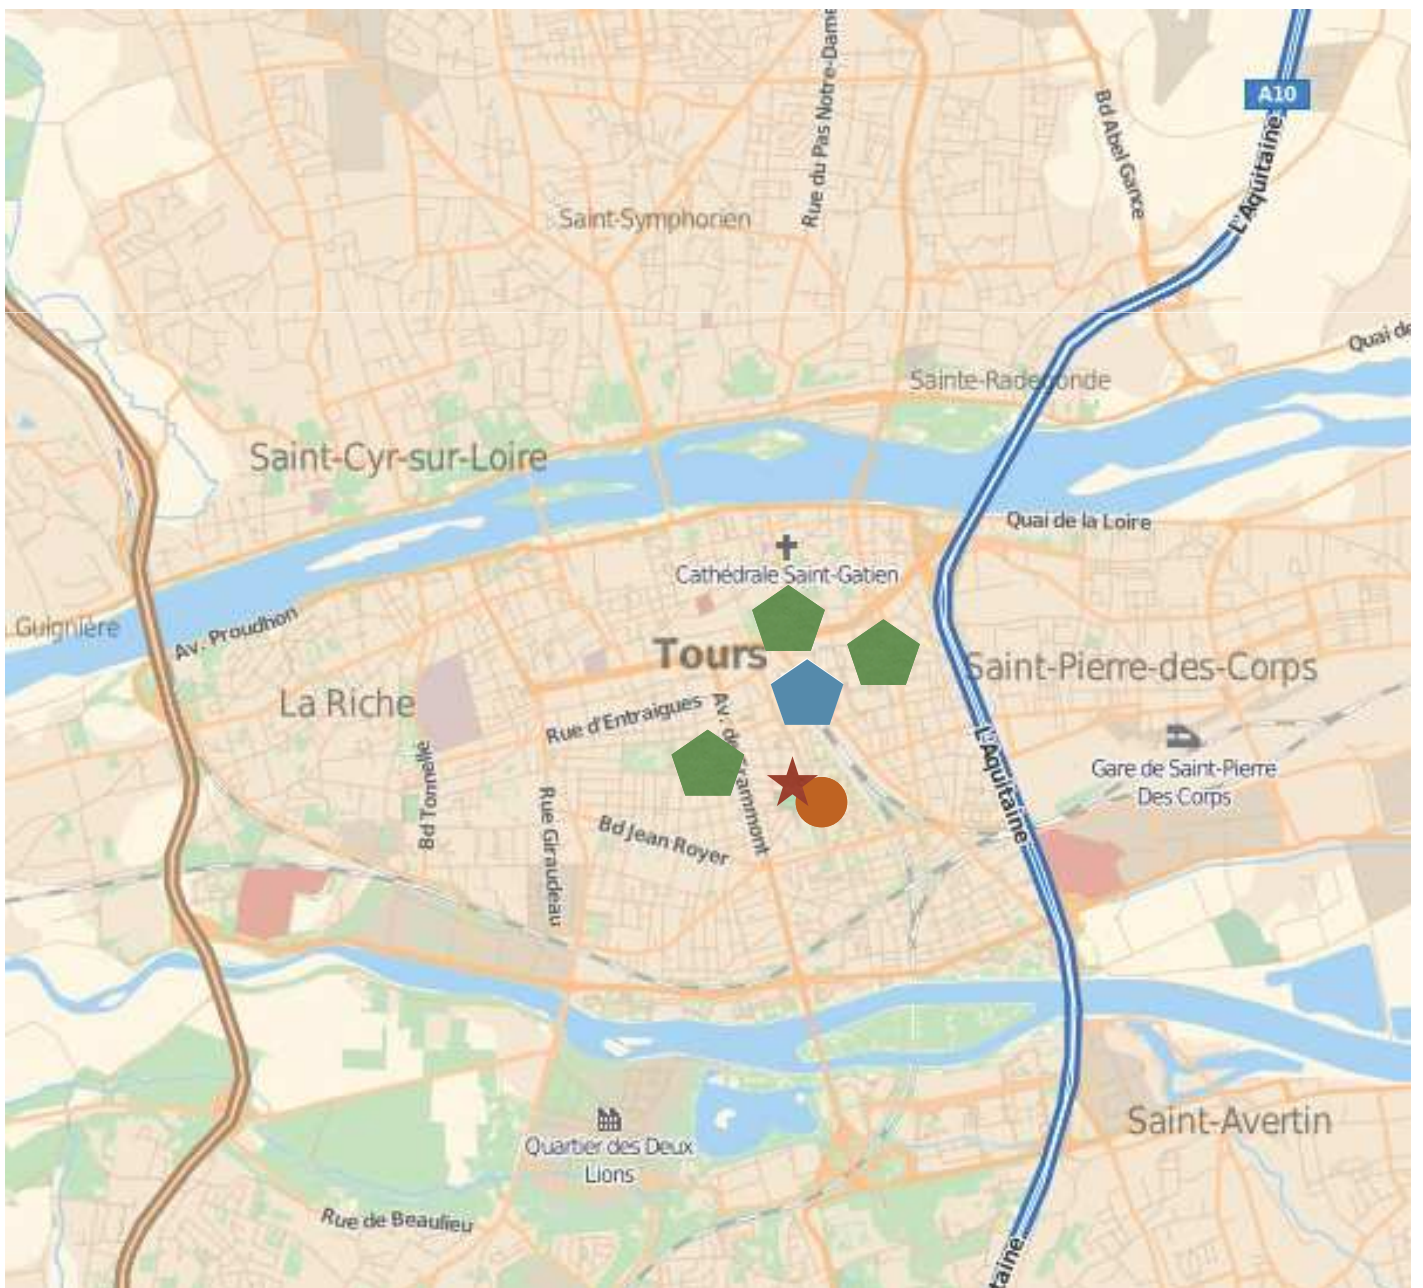 A10
Rue du Pas Notre-Dame
Bd Abel Gance
L'Aquitaine
Saint-Symphorien
Quai de
Sainte-Radegonde
Saint-Cyr-sur-Loire
Quai de la Loire
Cathédrale Saint-Gatien
Guignière
Av. Proudhon
Tours
Saint-Pierre-des-Corps
La Riche
Rue d'Entraigues
Av. de Grammont
L'Aquitaine
Gare de Saint-Pierre
Des Corps
Bd Tonnelle
Rue Giraudeau
Bd Jean Royer
Saint-Avertin
Quartier des Deux
Lions
Rue de Beaulieu
taine